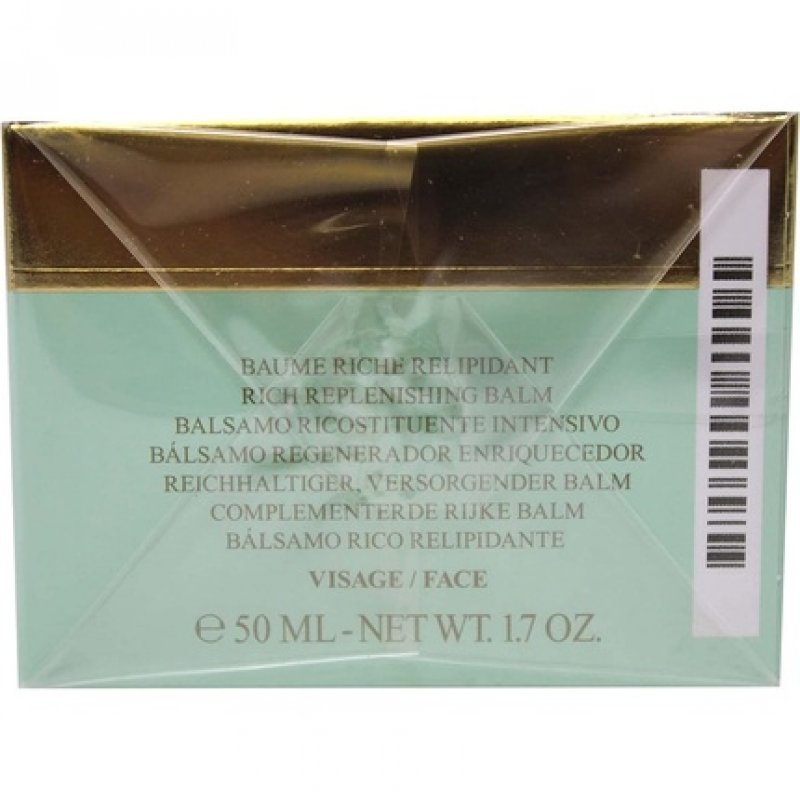 BAUME RICHE RELIPIDANT
RICH REPLENISHING BALM
BALSAMO RICOSTITUENTE INTENSIVO
BÁLSAMO REGENERADOR ENRIQUECEDOR
REICHHALTIGER, VERSORGENDER BALM
COMPLEMENTERDE RIJKE BALM
BÁLSAMO RICO RELIPIDANTE
VISAGE / FACE
℮ 50 ML - NET WT. 1.7 OZ.